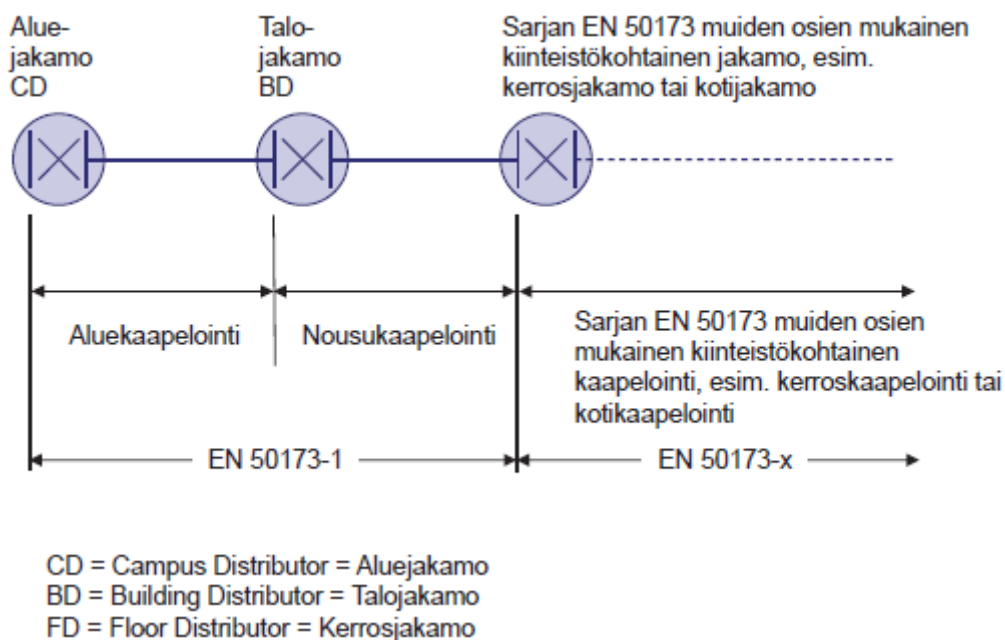 Alue-
jakamo
CD
Talo-
jakamo
BD
Sarjan EN 50173 muiden osien mukainen
kiinteistökohtainen jakamo, esim.
kerrosjakamo tai kotijakamo
Aluekaapelointi
Nousukaapelointi
Sarjan EN 50173 muiden osien
mukainen kiinteistökohtainen
kaapelointi, esim. kerroskaapelointi tai
kotikaapelointi
EN 50173-1
EN 50173-x
CD = Campus Distributor = Aluejakamo
BD = Building Distributor = Talojakamo
FD = Floor Distributor = Kerrosjakamo